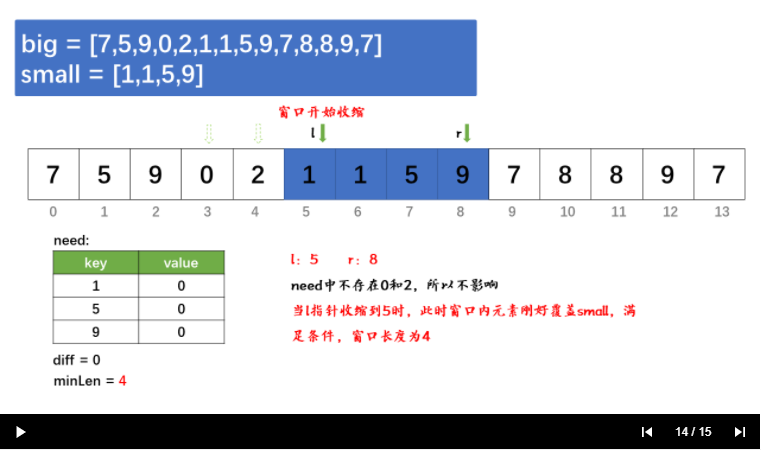 big = [7,5,9,0,2,1,1,5,9,7,8,8,9,7]
small = [1,1,5,9]
窗口开始收缩
l r
7 5 9 0 2 1 1 5 9 7 8 8 9 7
0 1 2 3 4 5 6 7 8 9 10 11 12 13
need:
key value
1 0
5 0
9 0
diff = 0
minLen = 4
l: 5 r: 8
need中不存在0和2，所以不影响
当l指针收缩到5时，此时窗口内元素刚好覆盖small，满
足条件，窗口长度为4
14 / 15